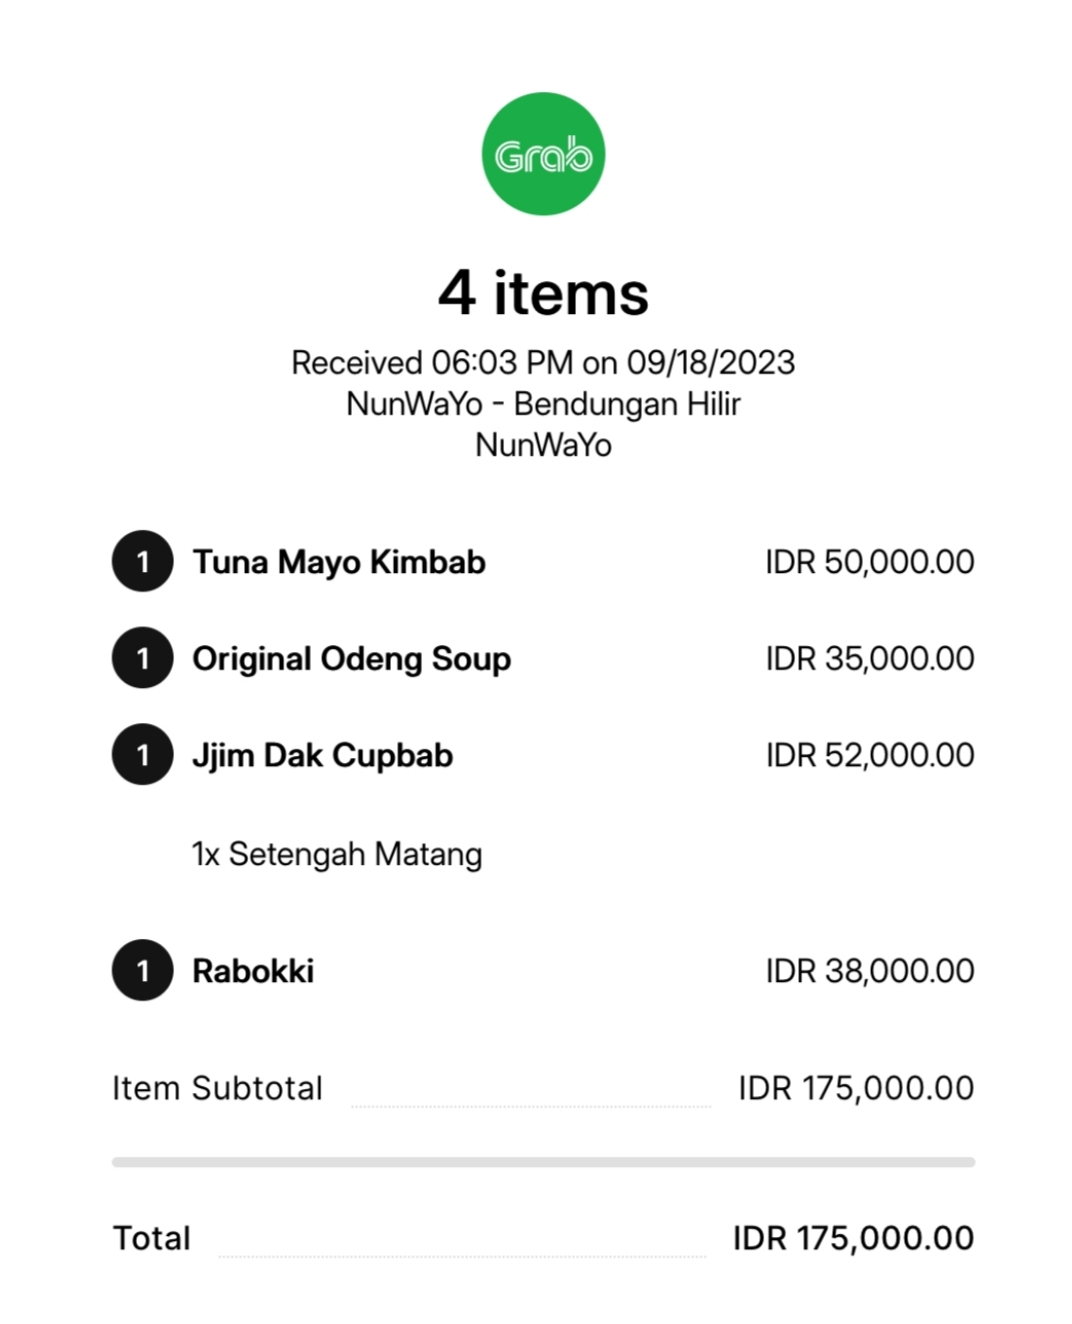 Grab
4 items
Received 06:03 PM on 09/18/2023
NunWaYo - Bendungan Hilir
NunWaYo
1 Tuna Mayo Kimbab IDR 50,000.00
1 Original Odeng Soup IDR 35,000.00
1 Jjim Dak Cupbab IDR 52,000.00
1x Setengah Matang
1 Rabokki IDR 38,000.00
Item Subtotal IDR 175,000.00
Total IDR 175,000.00